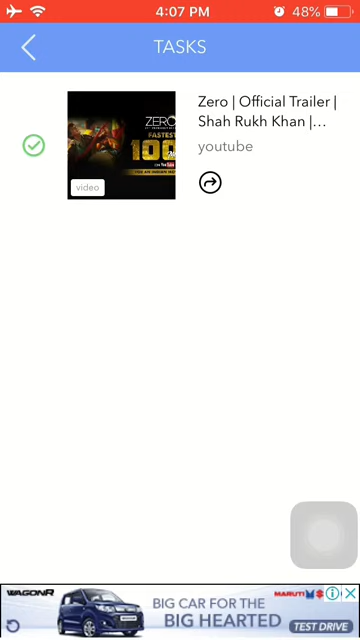 4:07 PM
48%
TASKS
Zero | Official Trailer |
Shah Rukh Khan |...
youtube
ZERO
FASTEST
100
video
WAGONR
BIG CAR FOR THE
BIG HEARTED
MARUTI
TEST DRIVE